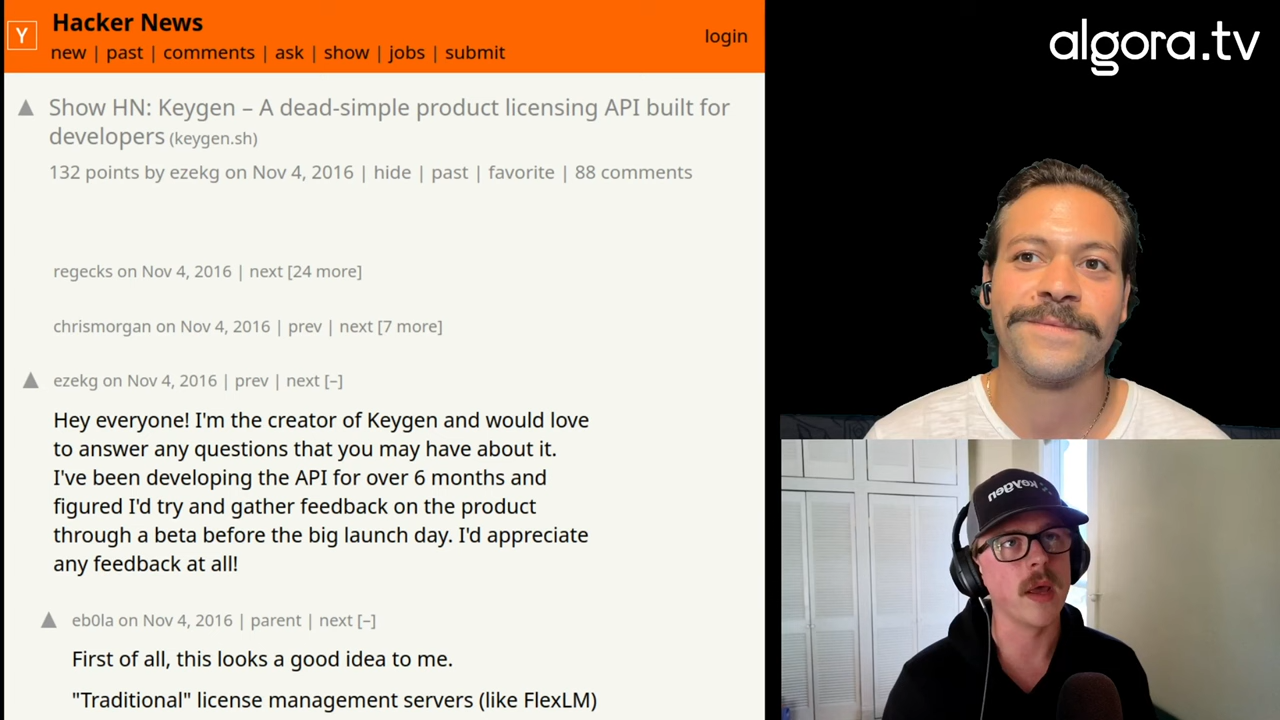 Y
Hacker News
new | past | comments | ask | show | jobs | submit
login
▲ Show HN: Keygen – A dead-simple product licensing API built for
developers (keygen.sh)
132 points by ezekg on Nov 4, 2016 | hide | past | favorite | 88 comments
regecks on Nov 4, 2016 | next [24 more]
chrismorgan on Nov 4, 2016 | prev | next [7 more]
▲ ezekg on Nov 4, 2016 | prev | next [–]
Hey everyone! I'm the creator of Keygen and would love
to answer any questions that you may have about it.
I've been developing the API for over 6 months and
figured I'd try and gather feedback on the product
through a beta before the big launch day. I'd appreciate
any feedback at all!
▲ eb0la on Nov 4, 2016 | parent | next [–]
First of all, this looks a good idea to me.
"Traditional" license management servers (like FlexLM)
algora.tv
keygen